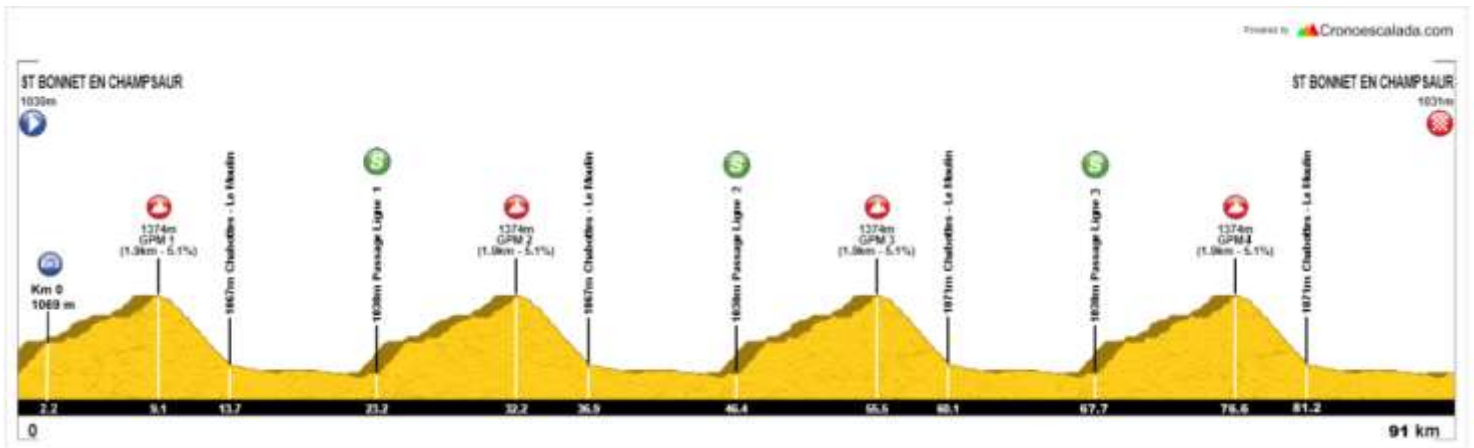 Powered by Cronoescalada.com
ST BONNET EN CHAMPSAUR
ST BONNET EN CHAMPSAUR
1031m
S
S
S
1374m
GPM 1
(1.9km - 5.1%)
1374m
GPM 2
(1.9km - 5.1%)
1374m
GPM 3
(1.9km - 5.1%)
1374m
GPM 4
(1.9km - 5.1%)
Km 0
1069 m
1067m Chabottes - Le Moulin
Passage Ligne 1
1067m Chabottes - Le Moulin
Passage Ligne 2
1071m Chabottes - Le Moulin
Passage Ligne 3
1071m Chabottes - Le Moulin
2.2 9.1 13.7 23.2 32.2 36.9 46.4 55.5 60.1 67.7 76.6 81.2
0 91 km